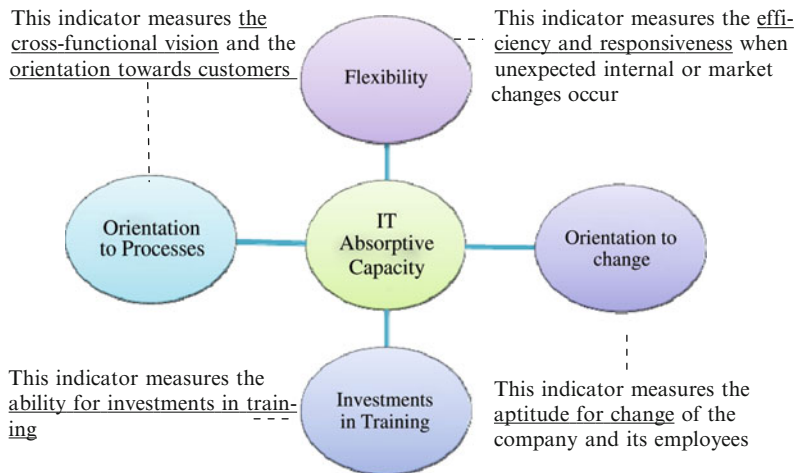 This indicator measures the
cross-functional vision and the
orientation towards customers
Flexibility
This indicator measures the effi-
ciency and responsiveness when
unexpected internal or market
changes occur
Orientation
to Processes
IT
Absorptive
Capacity
Orientation to
change
This indicator measures the
ability for investments in train-
ing
Investments
in Training
This indicator measures the
aptitude for change of the
company and its employees